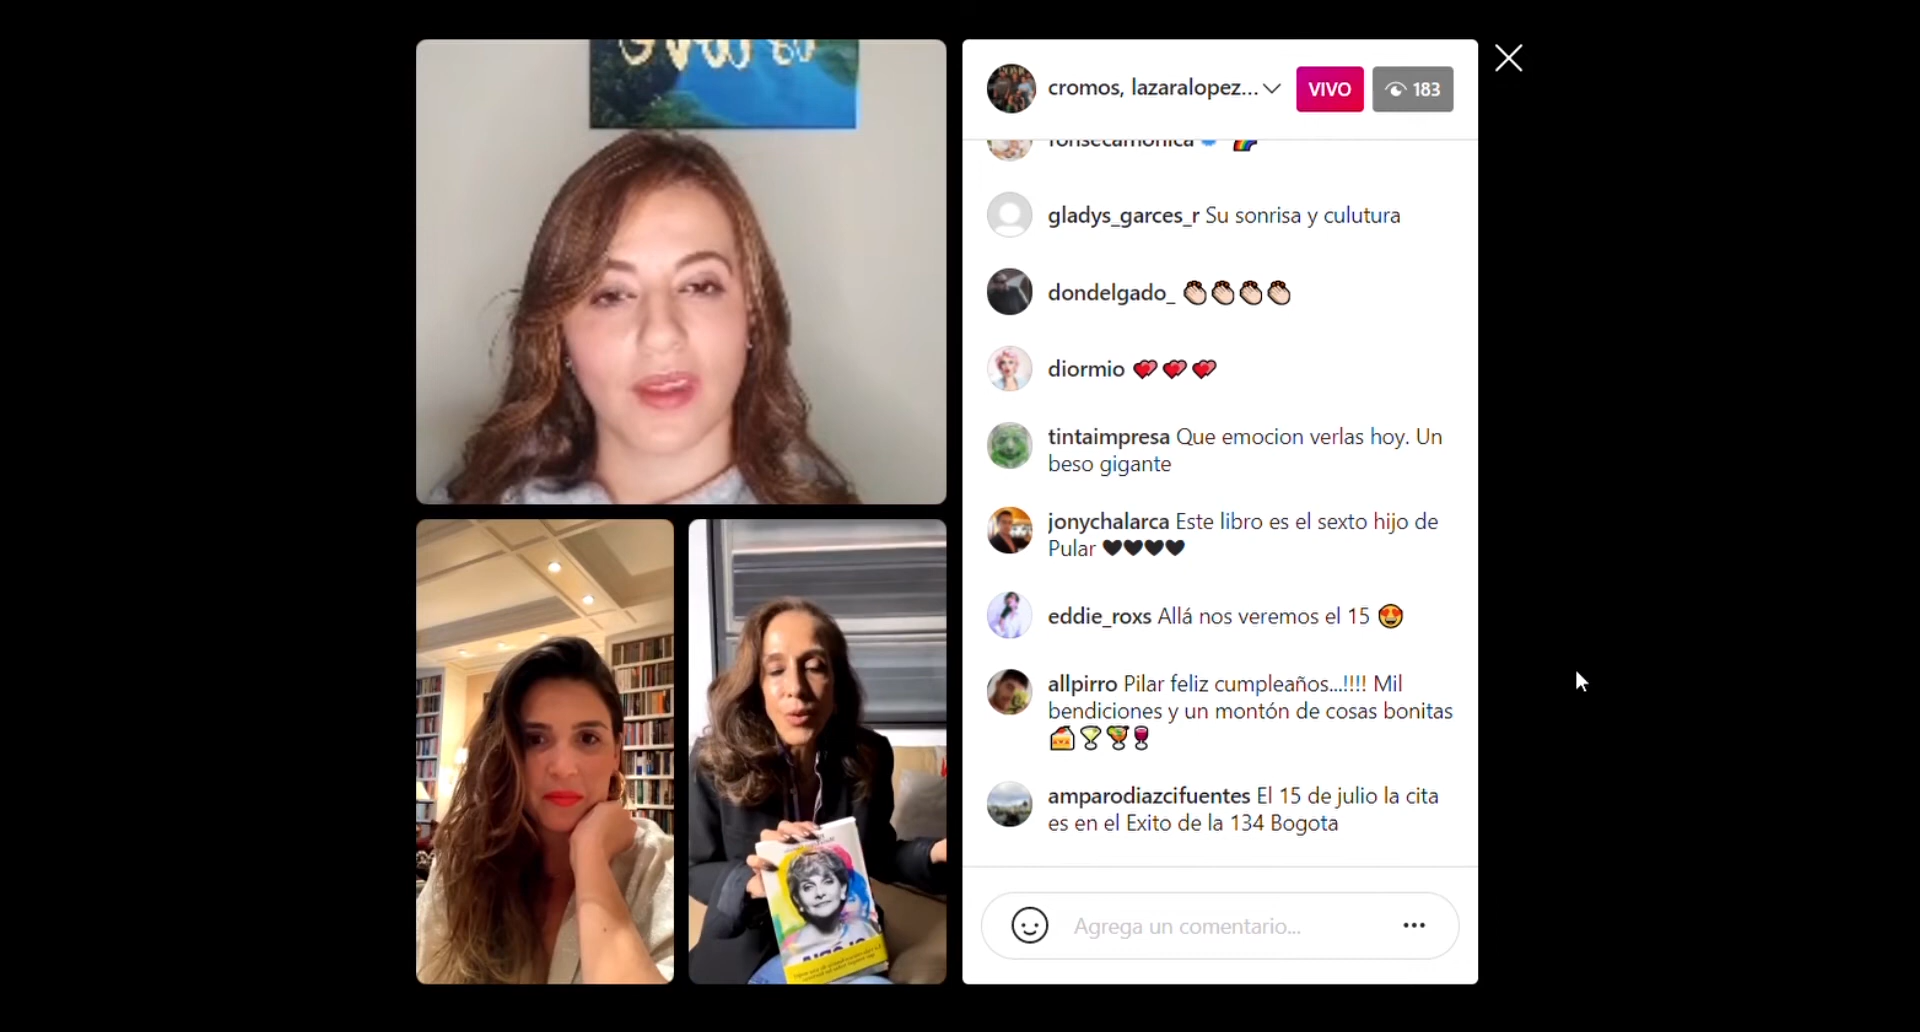 cromos, lazaralopez...
VIVO
183
fonsecamonica
gladys_garces_r Su sonrisa y culutura
dondelgado_
diormio
tintaimpresa Que emocion verlas hoy. Un
beso gigante
jonychalarca Este libro es el sexto hijo de
Pular 🖤🖤🖤🖤
eddie_roxs Allá nos veremos el 15 😍
allpirro Pilar feliz cumpleaños...!!!! Mil
bendiciones y un montón de cosas bonitas
amparodiazcifuentes El 15 de julio la cita
es en el Exito de la 134 Bogota
Agrega un comentario...